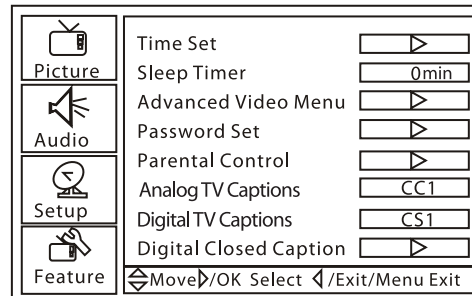 Picture
Audio
Setup
Feature
Time Set
Sleep Timer 0min
Advanced Video Menu
Password Set
Parental Control
Analog TV Captions CC1
Digital TV Captions CS1
Digital Closed Caption
Move /OK Select /Exit/Menu Exit